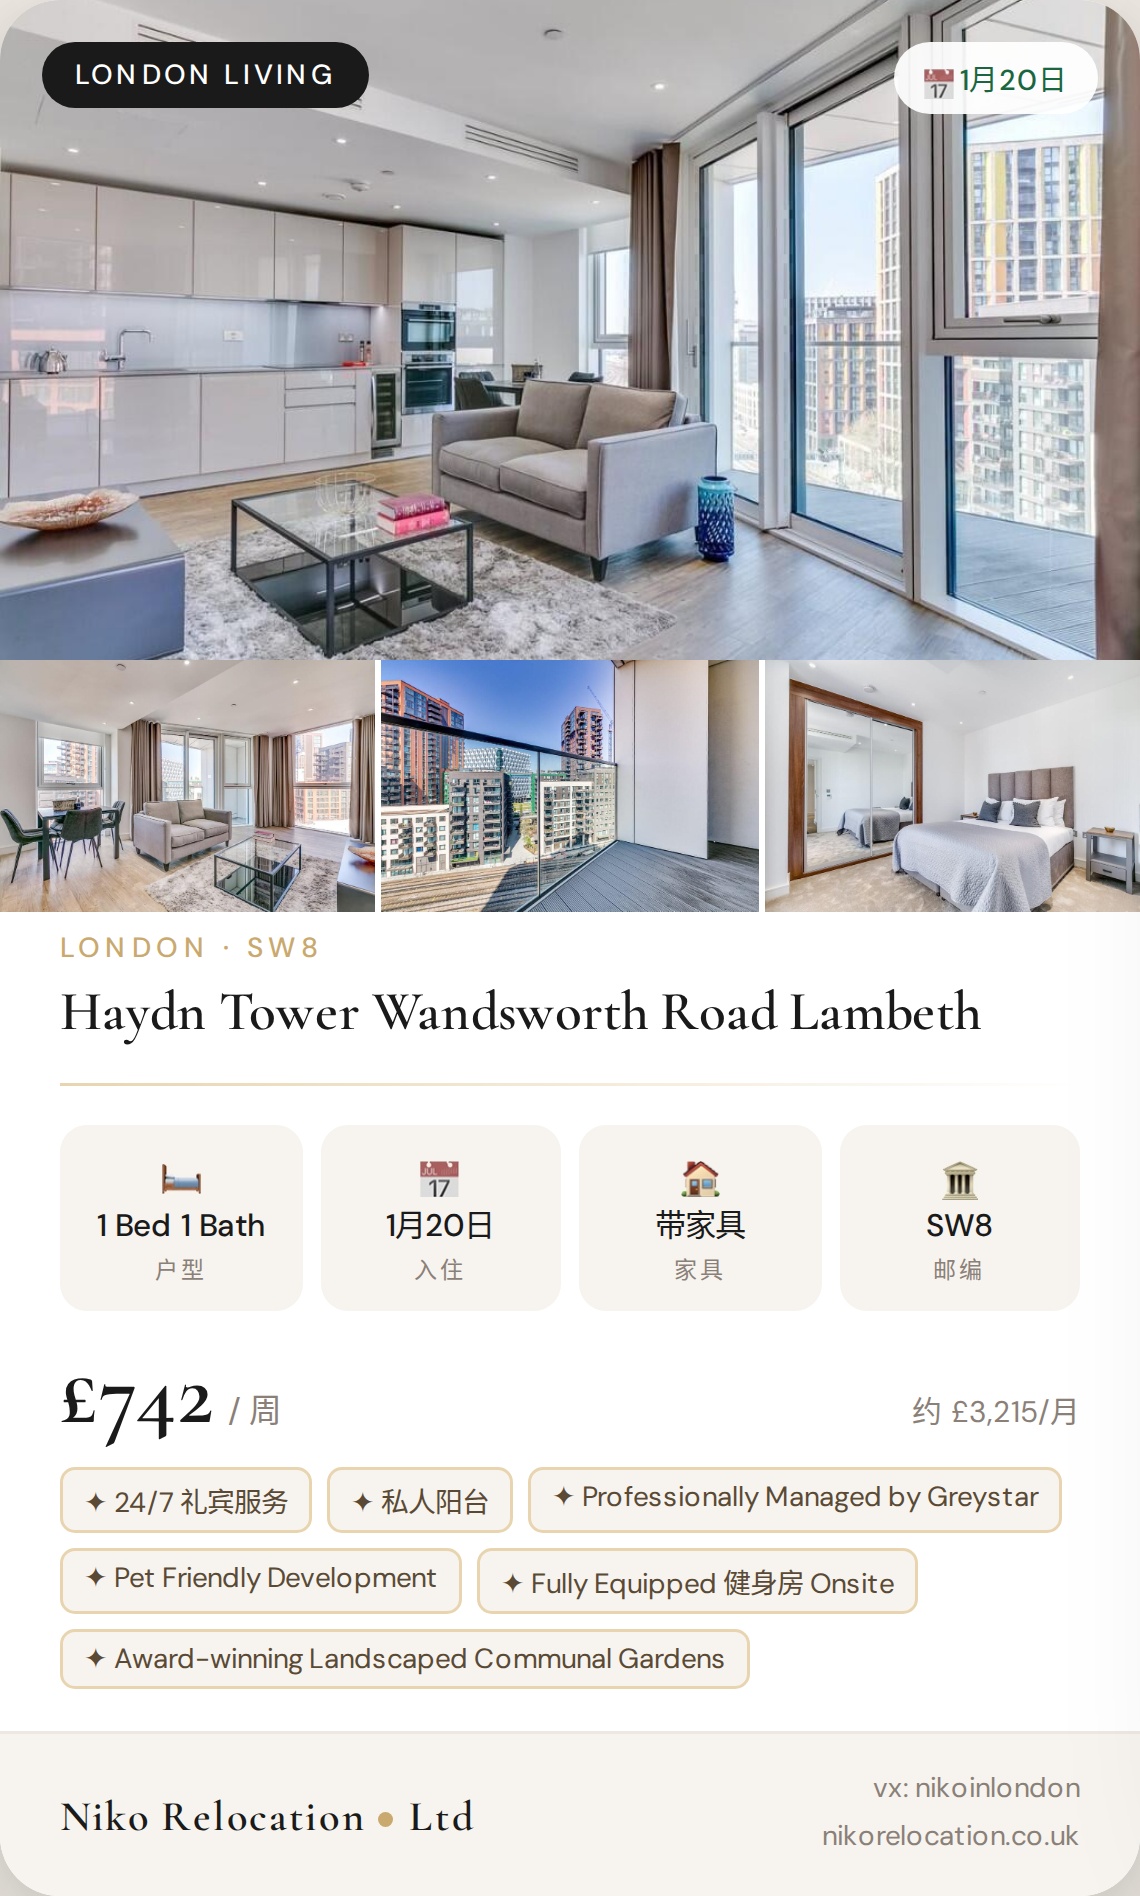 LONDON LIVING
📅 1月20日
LONDON · SW8
Haydn Tower Wandsworth Road Lambeth
1 Bed 1 Bath
户型
1月20日
入住
带家具
家具
SW8
邮编
£742 / 周
约 £3,215/月
✦ 24/7 礼宾服务
✦ 私人阳台
✦ Professionally Managed by Greystar
✦ Pet Friendly Development
✦ Fully Equipped 健身房 Onsite
✦ Award-winning Landscaped Communal Gardens
Niko Relocation • Ltd
vx: nikoinlondon
nikorelocation.co.uk